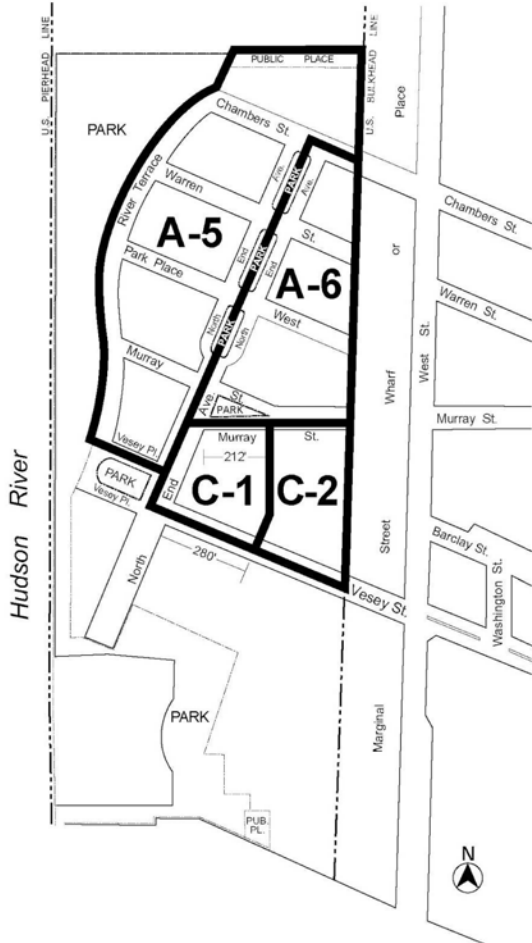 U.S. PIERHEAD LINE
U.S. BULKHEAD LINE
PUBLIC PLACE
PARK
Chambers St.
Place
River Terrace
Warren
Ave.
PARK
Ave.
Chambers St.
A-5
St.
or
End
PARK
End
A-6
Park Place
Warren St.
North
PARK
North
West
Wharf
West St.
Murray
Ave.
St.
PARK
Murray St.
Vesey Pl.
Murray St.
212'
PARK
Vesey Pl.
End
C-1
C-2
Hudson River
280'
North
Street
Barclay St.
Washington St.
Vesey St.
PARK
Marginal
PUB.
PL.
N